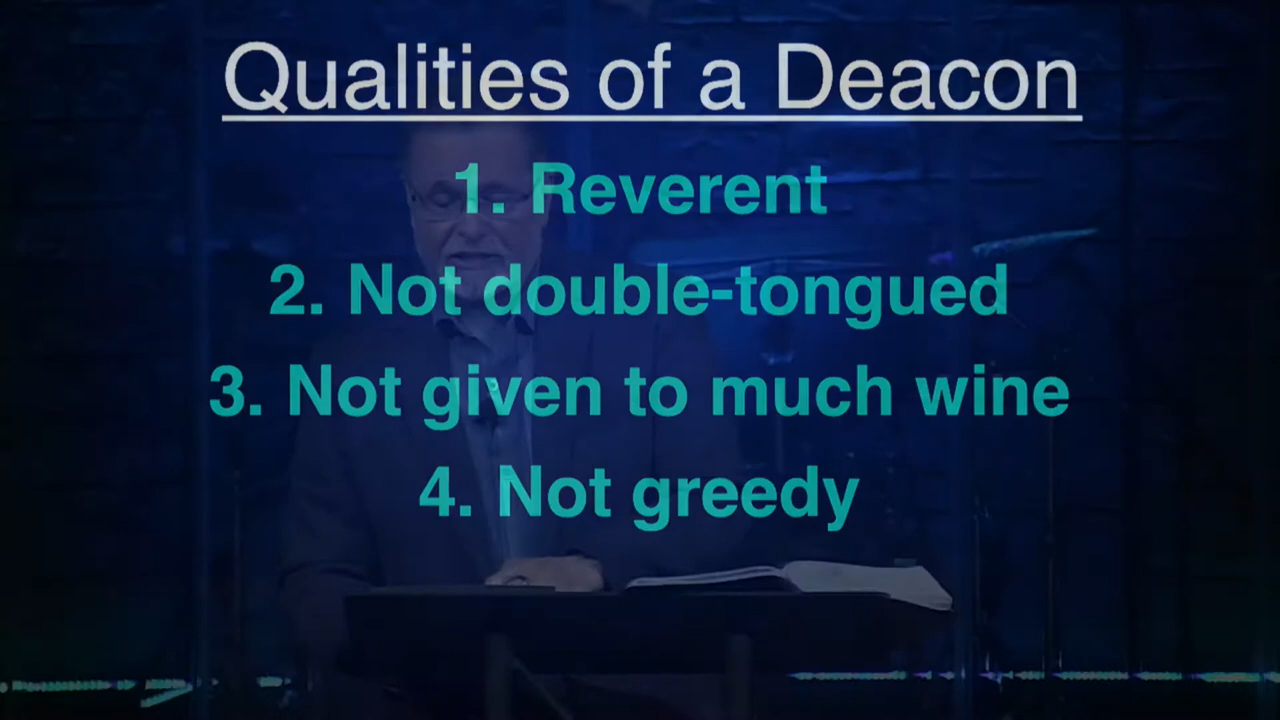 Qualities of a Deacon
1. Reverent
2. Not double-tongued
3. Not given to much wine
4. Not greedy